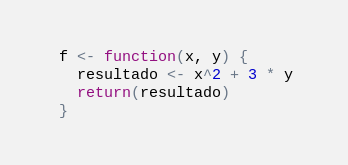 f <- function(x, y) {
  resultado <- x^2 + 3 * y
  return(resultado)
}